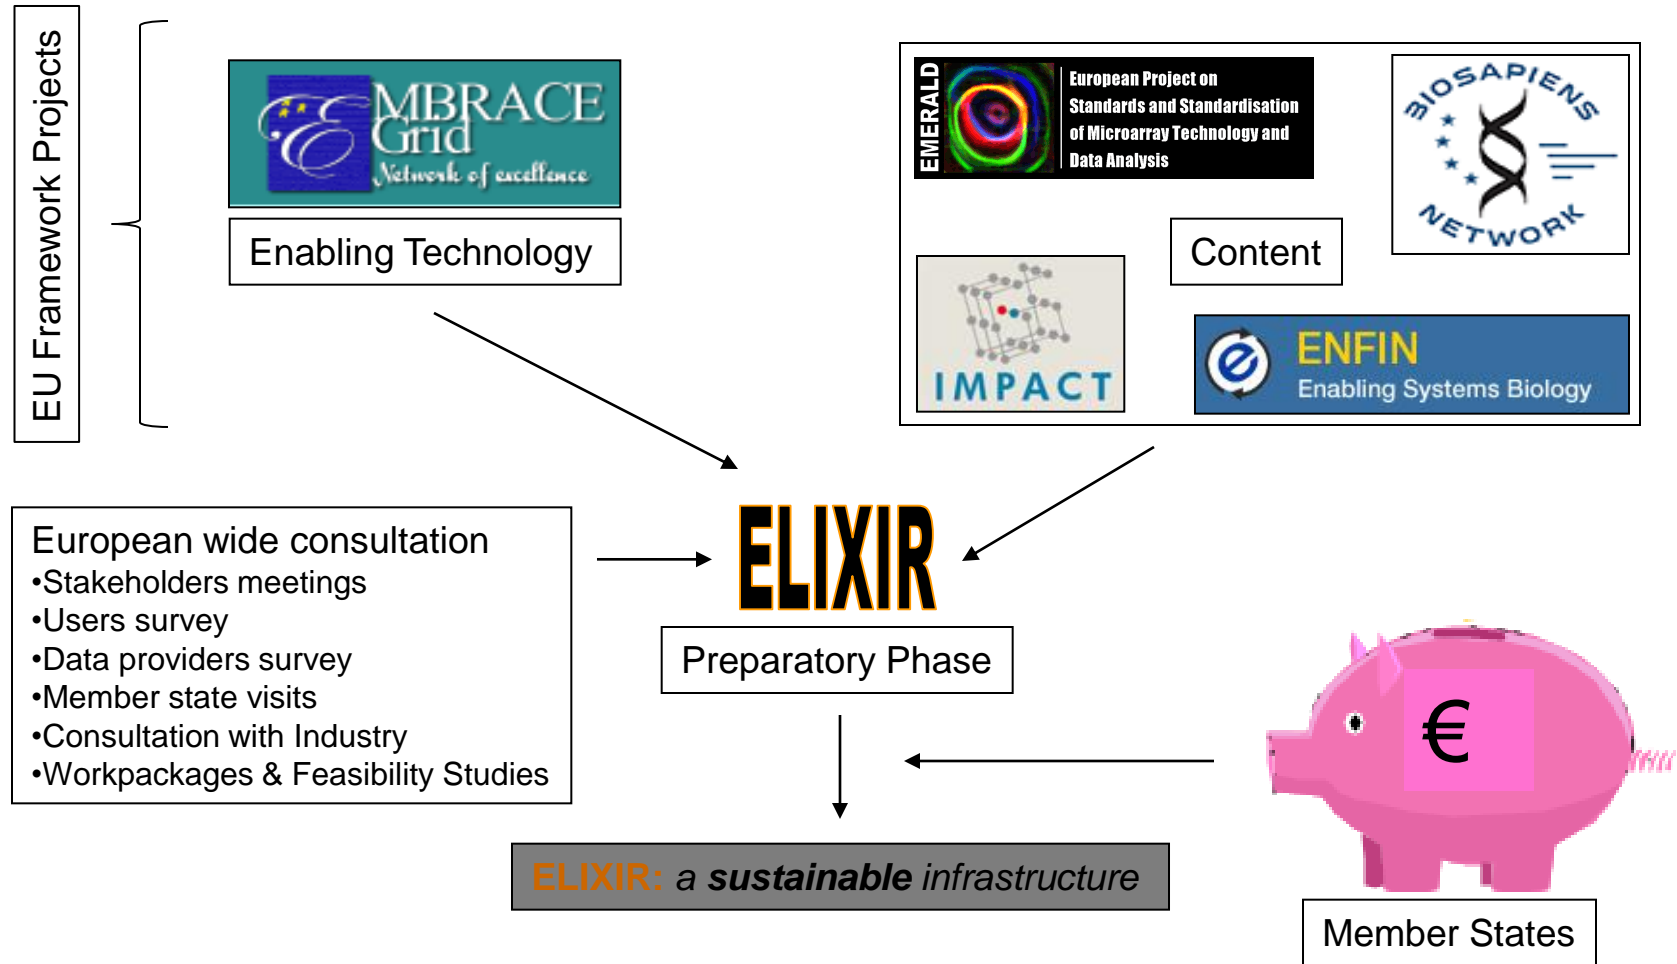 EU Framework Projects
EMBRACE
Grid
Network of excellence
Enabling Technology
EMERALD
European Project on
Standards and Standardisation
of Microarray Technology and
Data Analysis
BIOSAPIENS
NETWORK
Content
IMPACT
e
ENFIN
Enabling Systems Biology
European wide consultation
•Stakeholders meetings
•Users survey
•Data providers survey
•Member state visits
•Consultation with Industry
•Workpackages & Feasibility Studies
ELIXIR
Preparatory Phase
€
ELIXIR: a sustainable infrastructure
Member States